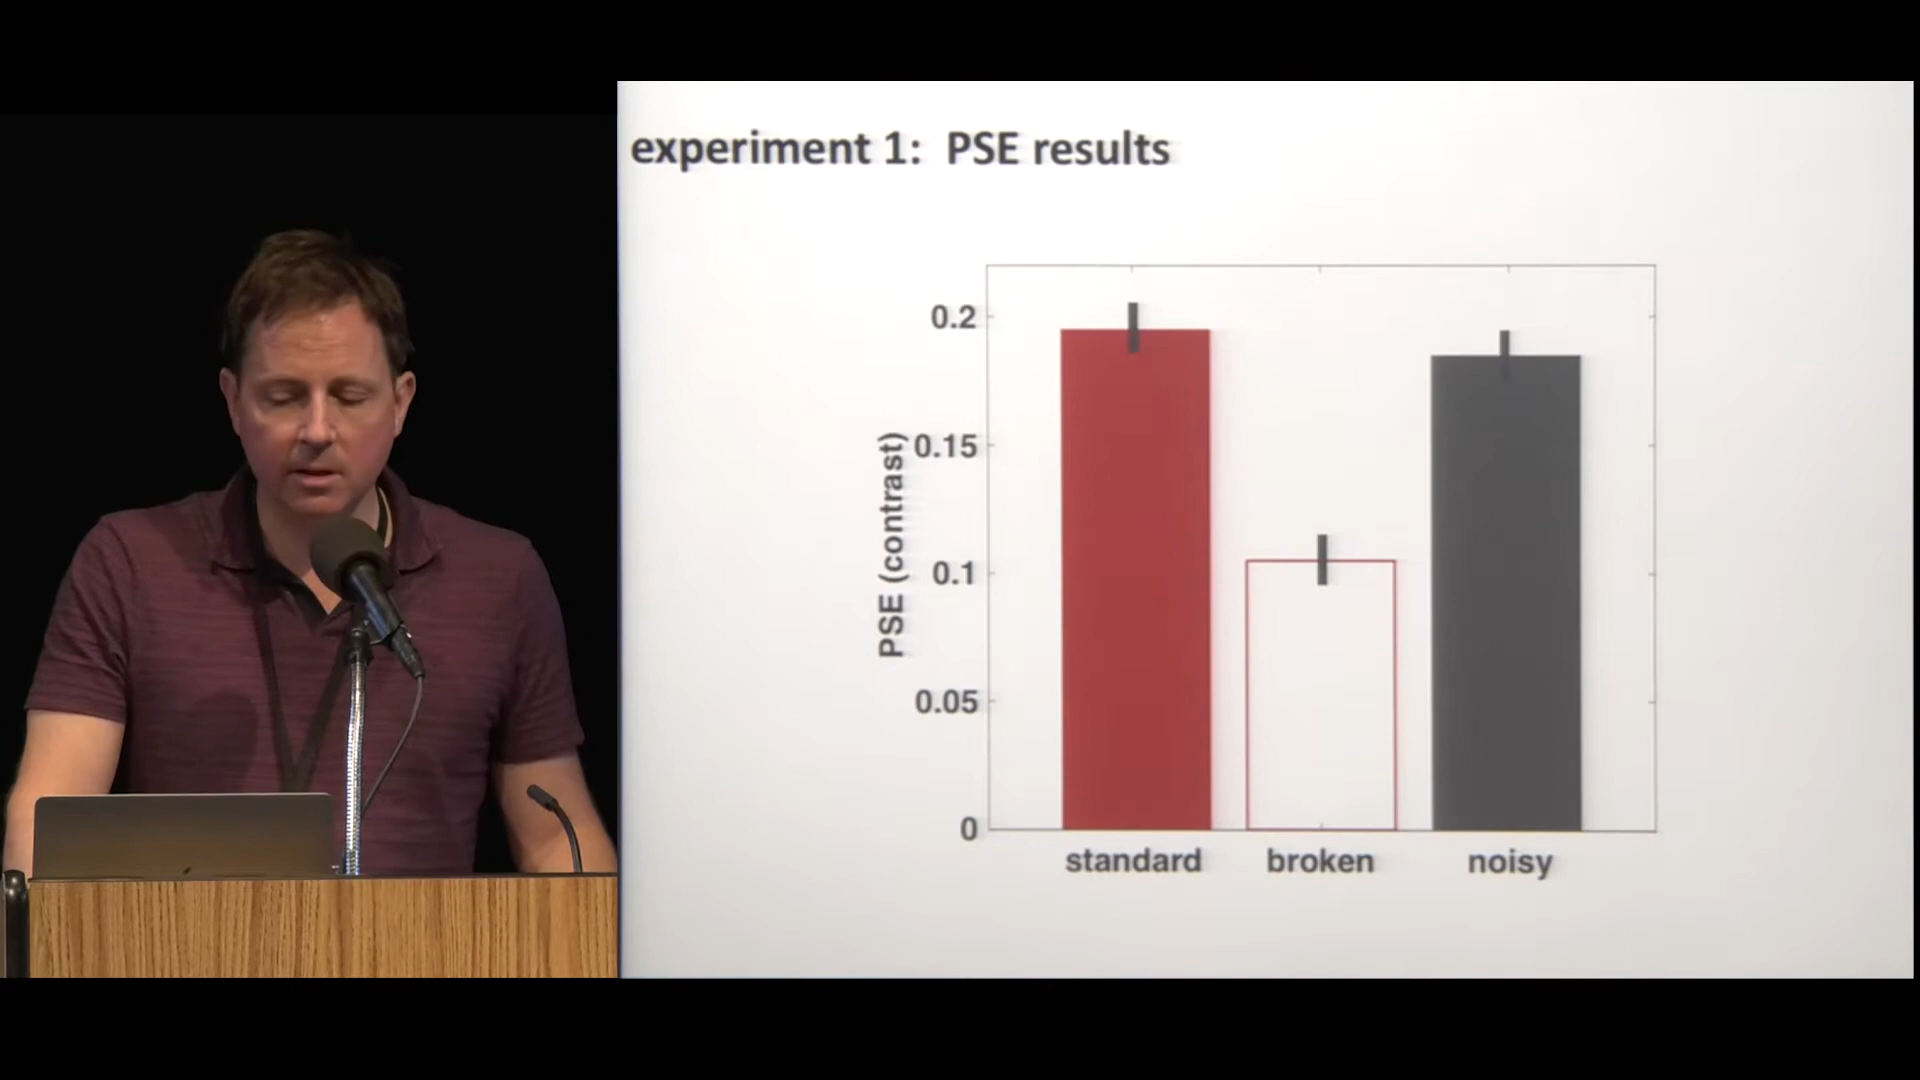 experiment 1: PSE results
PSE (contrast)
0.2
0.15
0.1
0.05
0
standard broken noisy